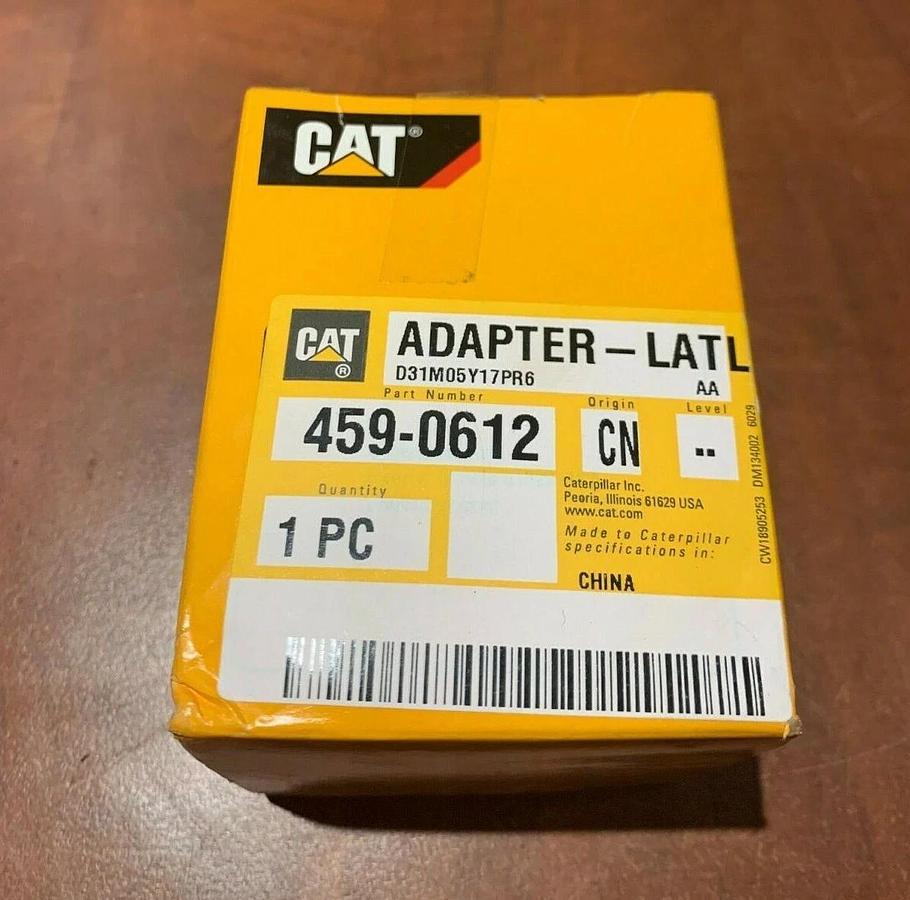 CAT®
CAT®
ADAPTER-LATL
D31M05Y17PR6 AA
Part Number Origin Level
459-0612 CN --
Quantity
1 PC
Caterpillar Inc.
Peoria, Illinois 61629 USA
www.cat.com
Made to Caterpillar
specifications in:
CHINA
CW18905253 DM134002 6029